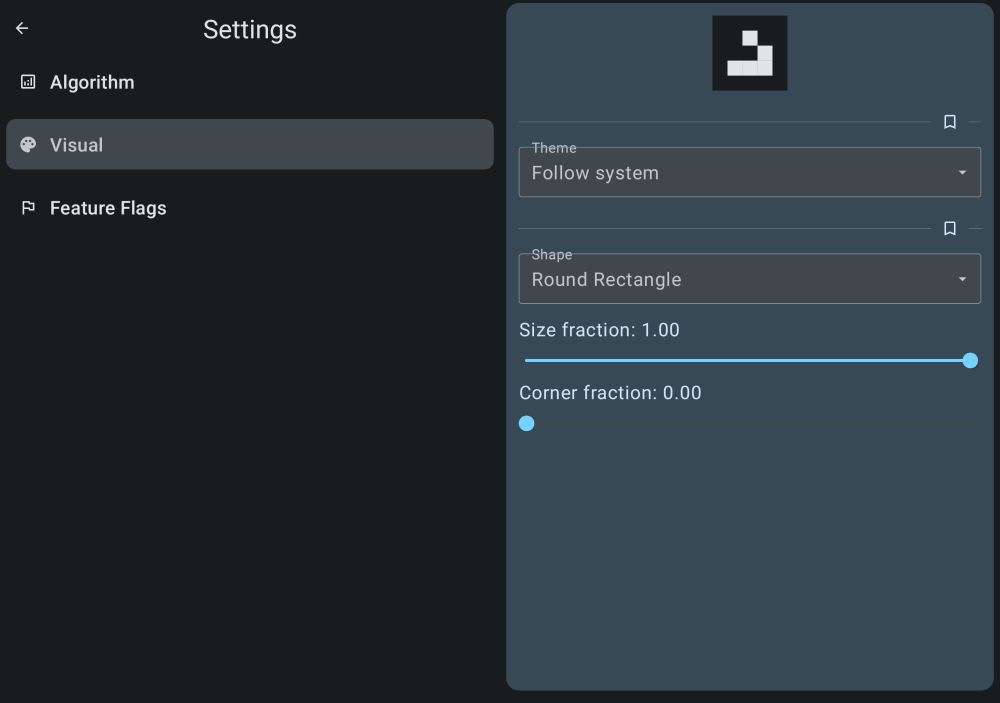 Settings
Algorithm
Visual
Feature Flags
Theme
Follow system
Shape
Round Rectangle
Size fraction: 1.00
Corner fraction: 0.00